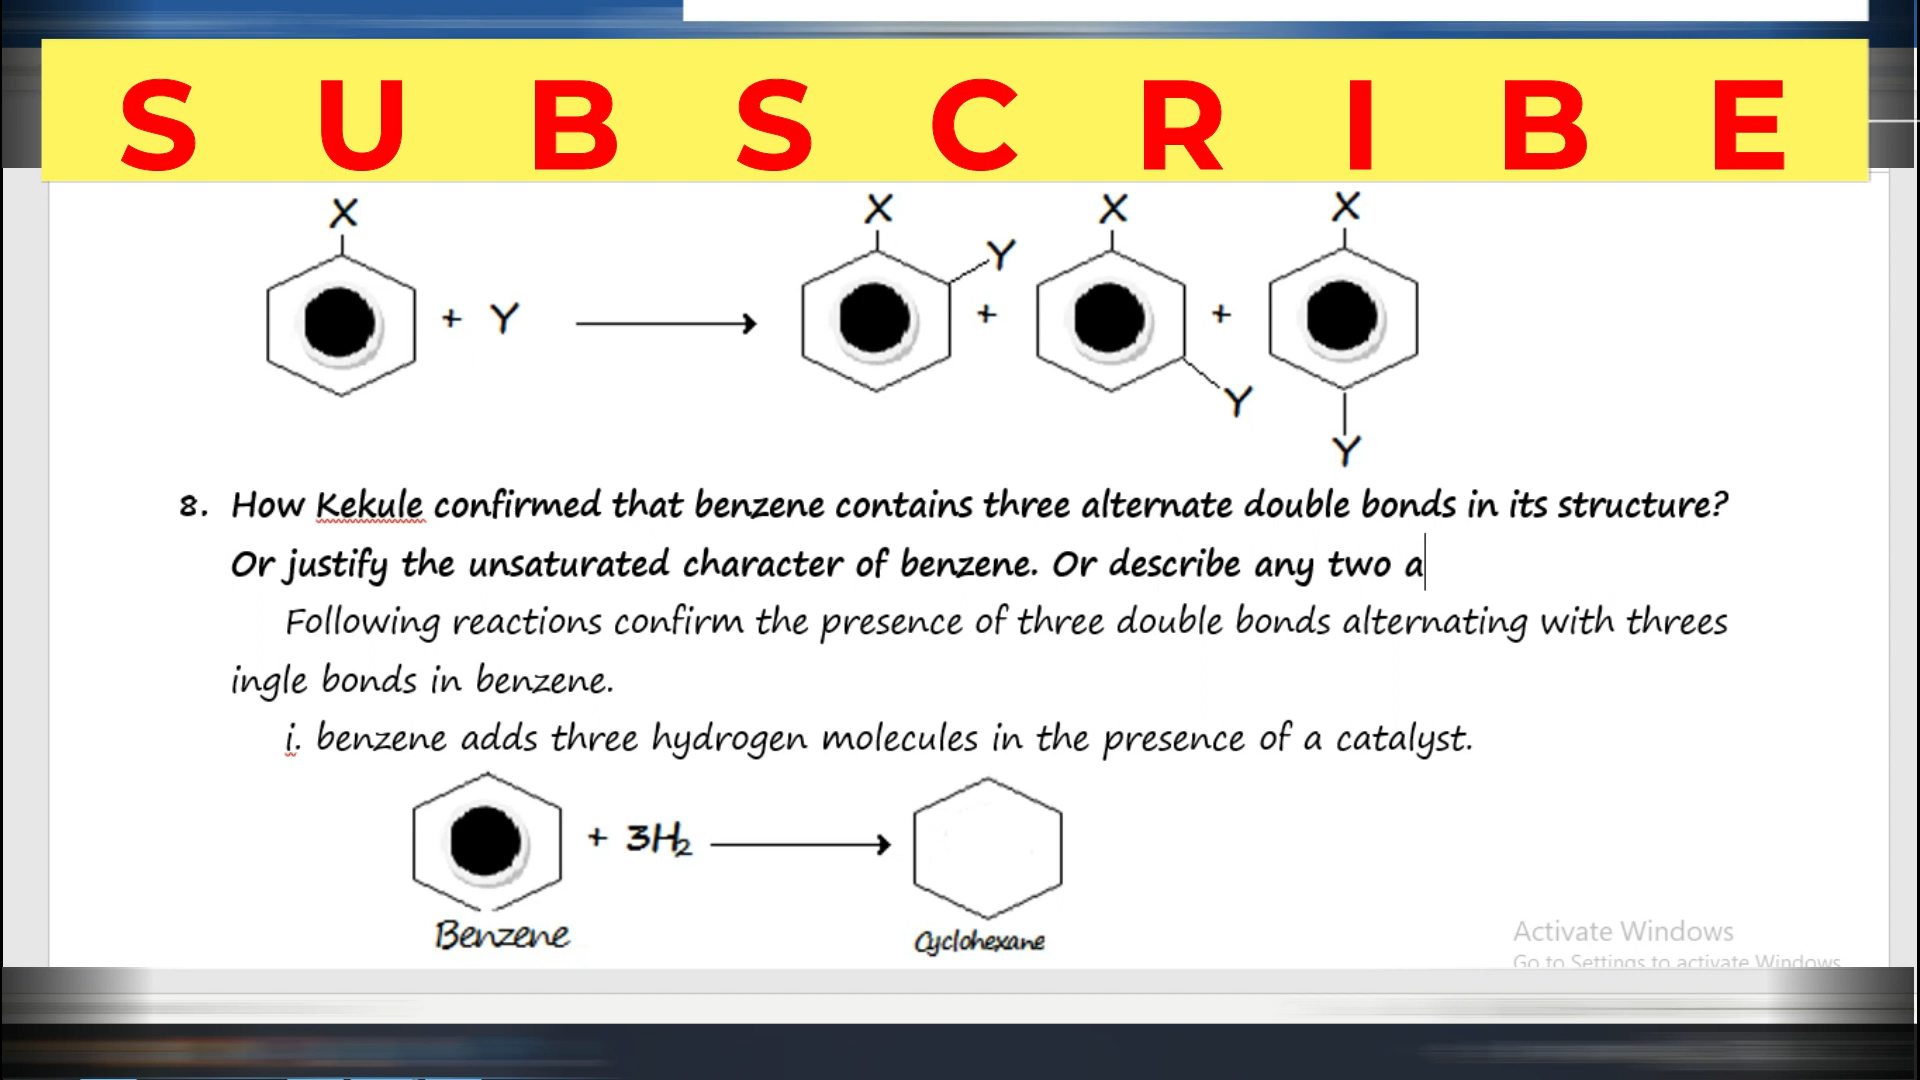 S U B S C R I B E
X X X X
Y
+ Y + +
Y
Y
8. How Kekule confirmed that benzene contains three alternate double bonds in its structure?
Or justify the unsaturated character of benzene. Or describe any two a
Following reactions confirm the presence of three double bonds alternating with threes
ingle bonds in benzene.
i. benzene adds three hydrogen molecules in the presence of a catalyst.
+ 3H₂
Benzene Cyclohexane
Activate Windows
Go to Settings to activate Windows